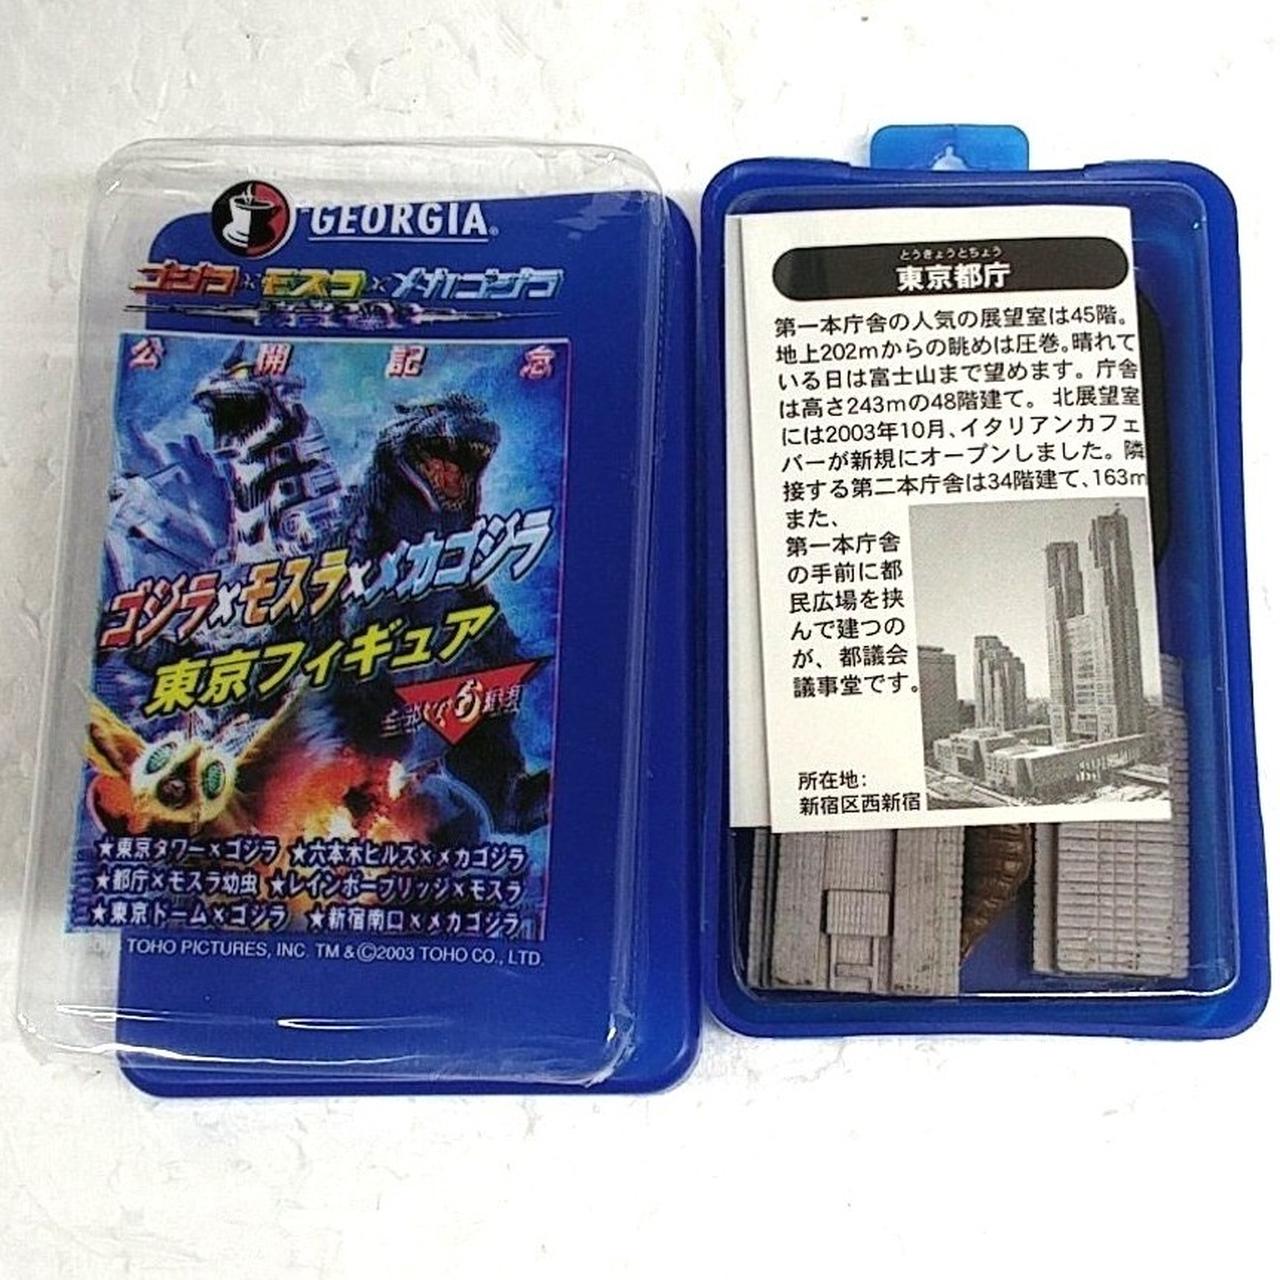 GEORGIA®
ゴジラ×モスラ×メカゴジラ
公開記念
ゴジラ×モスラ×メカゴジラ
東京フィギュア
全部で6種類
★東京タワー×ゴジラ ★六本木ヒルズ×メカゴジラ
★都庁×モスラ幼虫 ★レインボーブリッジ×モスラ
★東京ドーム×ゴジラ ★新宿南口×メカゴジラ
TOHO PICTURES, INC. TM & ©2003 TOHO CO., LTD.
とうきょうとちょう
東京都庁
第一本庁舎の人気の展望室は45階。
地上202mからの眺めは圧巻。晴れて
いる日は富士山まで望めます。庁舎
は高さ243mの48階建て。 北展望室
には2003年10月、イタリアンカフェ
バーが新規にオープンしました。隣
接する第二本庁舎は34階建て、163m
また、
第一本庁舎
の手前に都
民広場を挟
んで建つの
が、都議会
議事堂です。
所在地:
新宿区西新宿